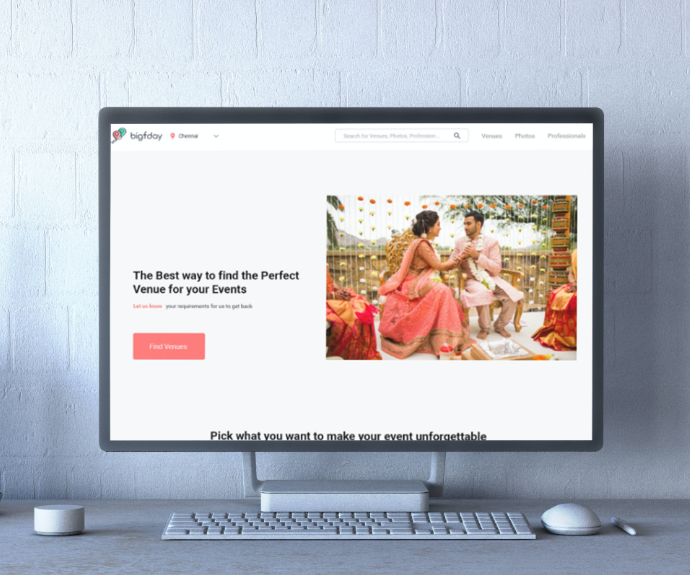 bigfday
Chennai
Search for Venues, Photos, Profession...
Venues
Photos
Professionals
The Best way to find the Perfect
Venue for your Events
Let us know your requirements for us to get back
Find Venues
Pick what you want to make your event unforgettable